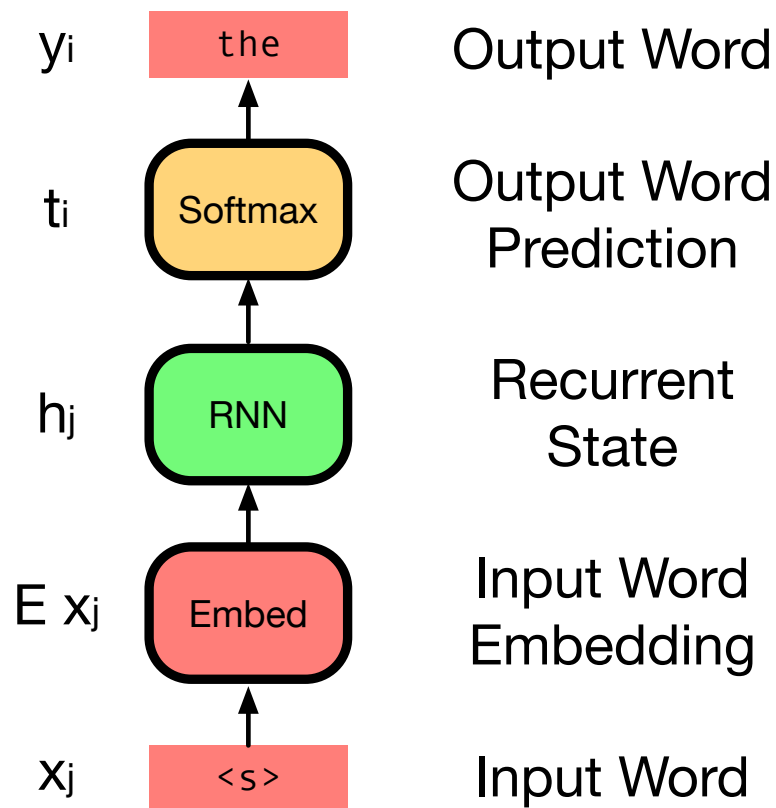 yi the Output Word
ti Softmax Output Word
Prediction
hj RNN Recurrent
State
E xj Embed Input Word
Embedding
xj <s> Input Word